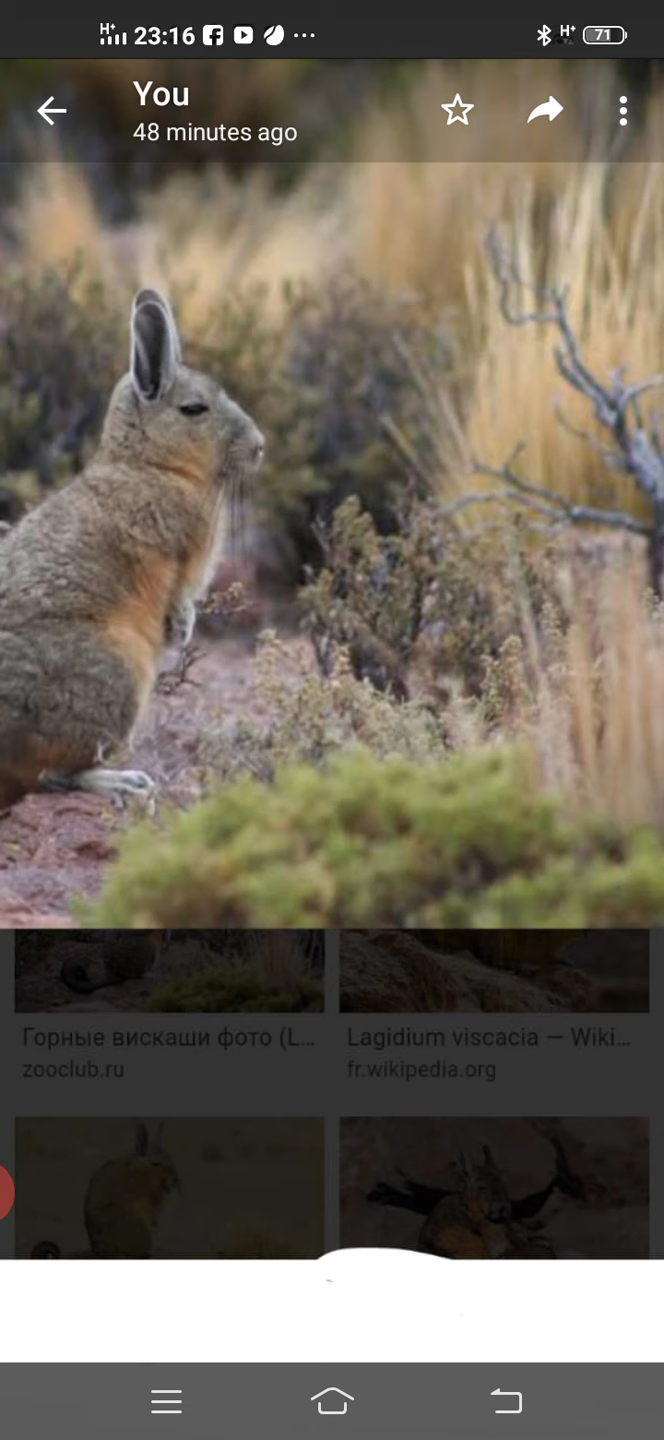 23:16
71
You
48 minutes ago
Горные вискаши фото (L...
Lagidium viscacia — Wiki...
zooclub.ru
fr.wikipedia.org